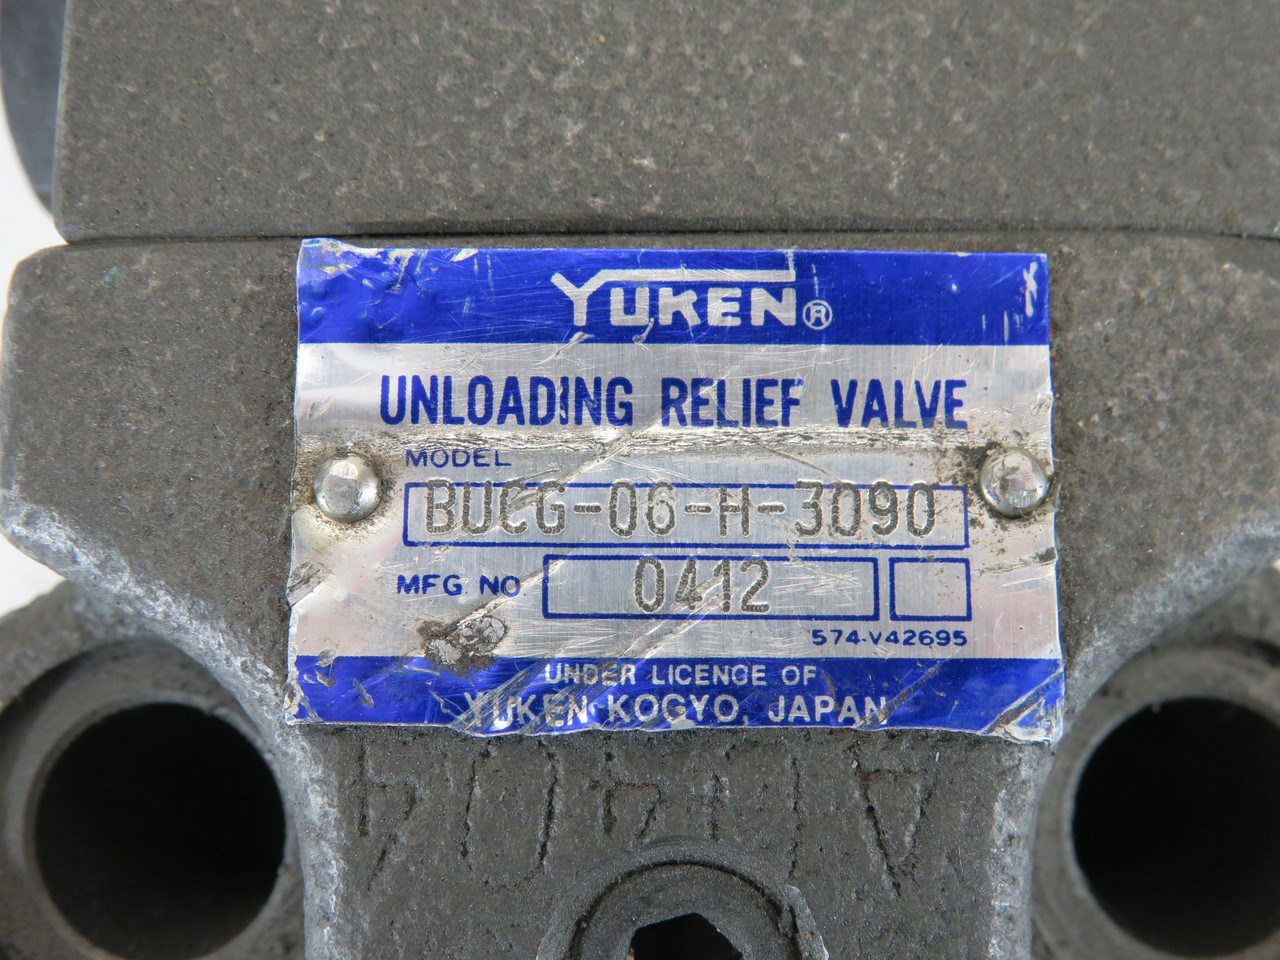 YUKEN®
UNLOADING RELIEF VALVE
MODEL
BUCG-06-H-3090
MFG. NO 0412
574-V42695
UNDER LICENCE OF
YUKEN KOGYO, JAPAN